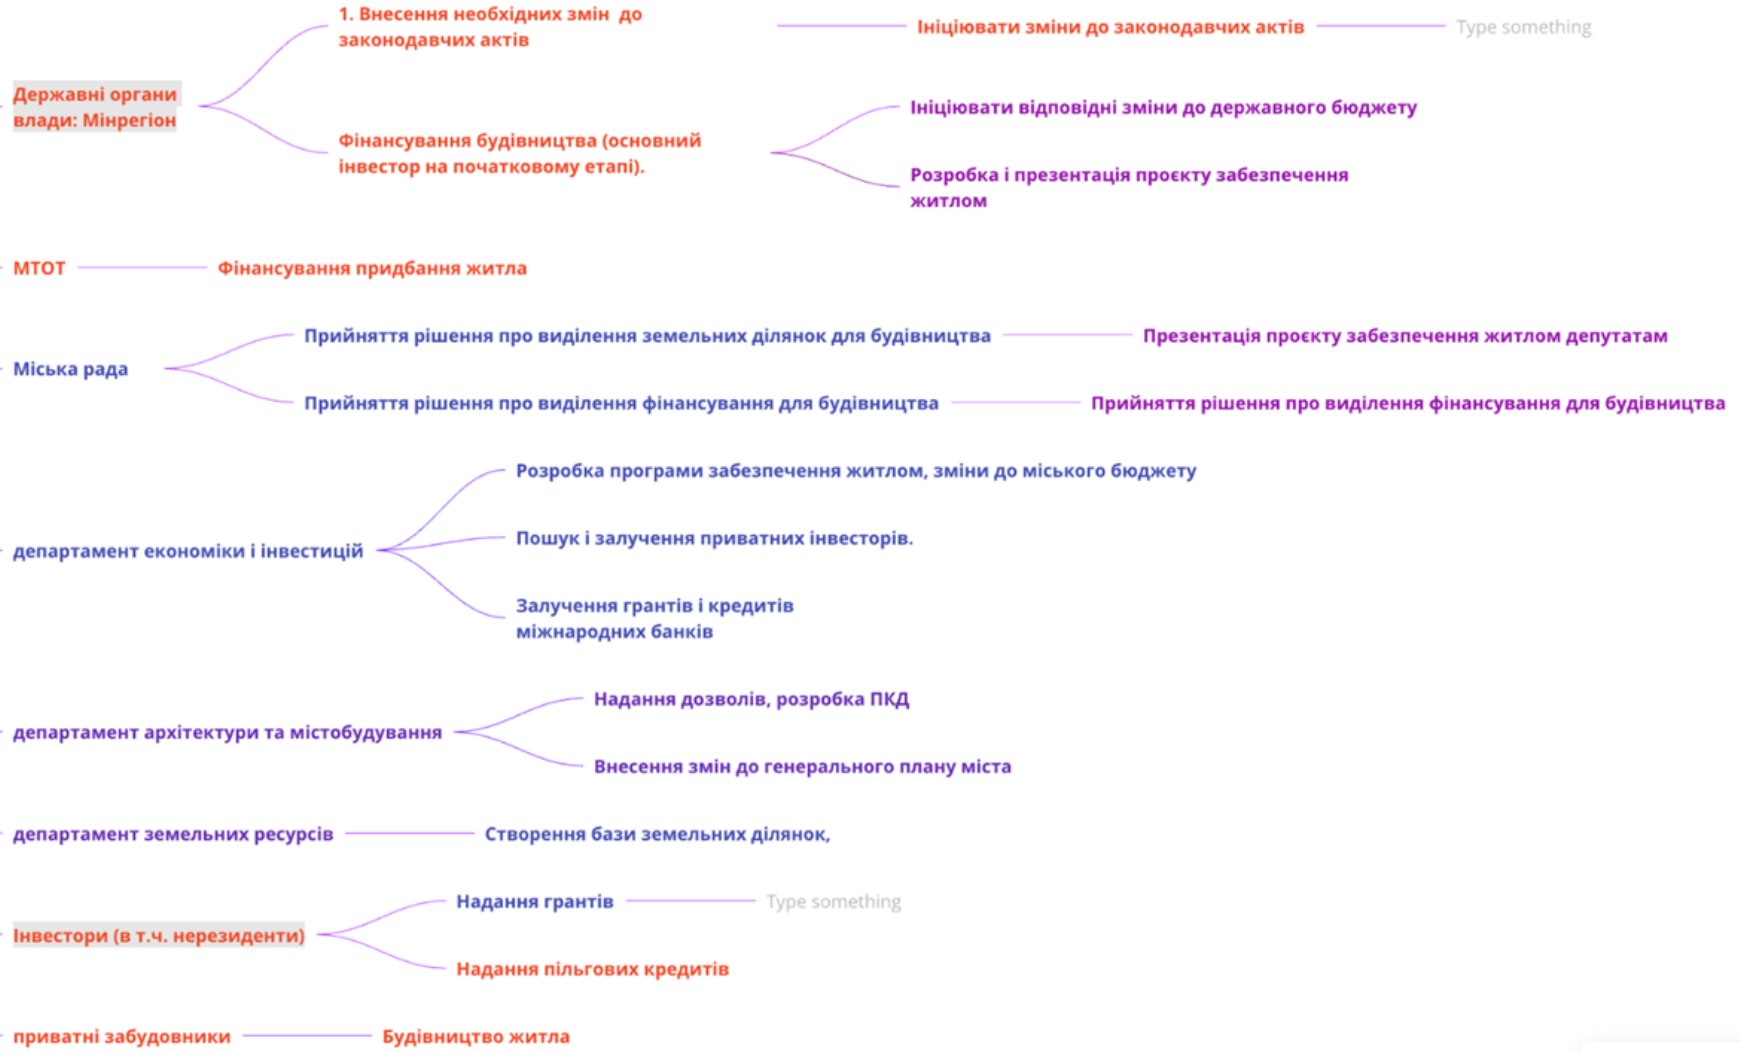 1. Внесення необхідних змін до
законодавчих актів
Ініціювати зміни до законодавчих актів
Type something
Державні органи
влади: Мінрегіон
Ініціювати відповідні зміни до державного бюджету
Фінансування будівництва (основний
інвестор на початковому етапі).
Розробка і презентація проєкту забезпечення
житлом
МТОТ
Фінансування придбання житла
Міська рада
Прийняття рішення про виділення земельних ділянок для будівництва
Презентація проєкту забезпечення житлом депутатам
Прийняття рішення про виділення фінансування для будівництва
Прийняття рішення про виділення фінансування для будівництва
департамент економіки і інвестицій
Розробка програми забезпечення житлом, зміни до міського бюджету
Пошук і залучення приватних інвесторів.
Залучення грантів і кредитів
міжнародних банків
департамент архітектури та містобудування
Надання дозволів, розробка ПКД
Внесення змін до генерального плану міста
департамент земельних ресурсів
Створення бази земельних ділянок,
Інвестори (в т.ч. нерезиденти)
Надання грантів
Type something
Надання пільгових кредитів
приватні забудовники
Будівництво житла